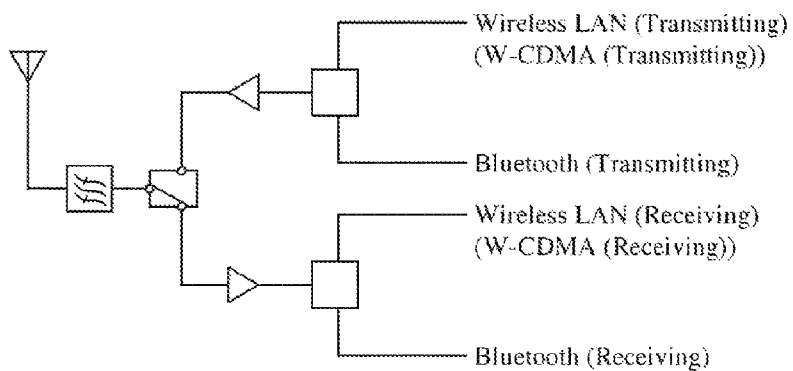 Wireless LAN (Transmitting)
(W-CDMA (Transmitting))
Bluetooth (Transmitting)
Wireless LAN (Receiving)
(W-CDMA (Receiving))
Bluetooth (Receiving)